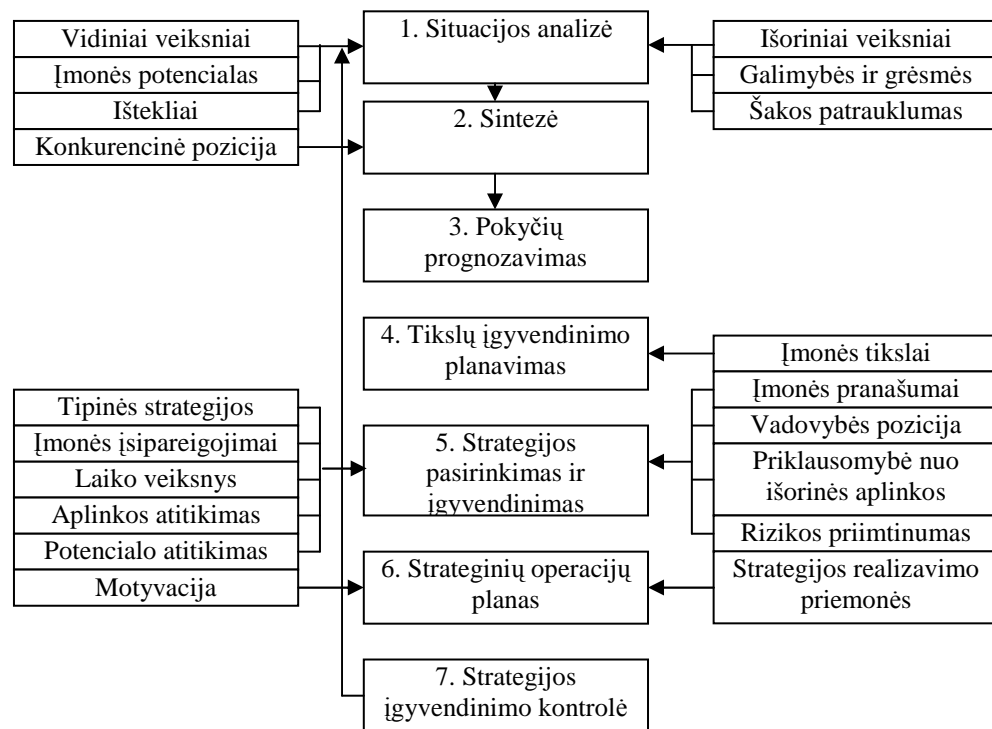 Vidiniai veiksniai
Įmonės potencialas
Ištekliai
Konkurencinė pozicija
1. Situacijos analizė
2. Sintezė
3. Pokyčių
prognozavimas
Išoriniai veiksniai
Galimybės ir grėsmės
Šakos patrauklumas
4. Tikslų įgyvendinimo
planavimas
Įmonės tikslai
Įmonės pranašumai
Vadovybės pozicija
Priklausomybė nuo
išorinės aplinkos
Rizikos priimtinumas
Strategijos realizavimo
priemonės
Tipinės strategijos
Įmonės įsipareigojimai
Laiko veiksnys
Aplinkos atitikimas
Potencialo atitikimas
Motyvacija
5. Strategijos
pasirinkimas ir
įgyvendinimas
6. Strateginių operacijų
planas
7. Strategijos
įgyvendinimo kontrolė